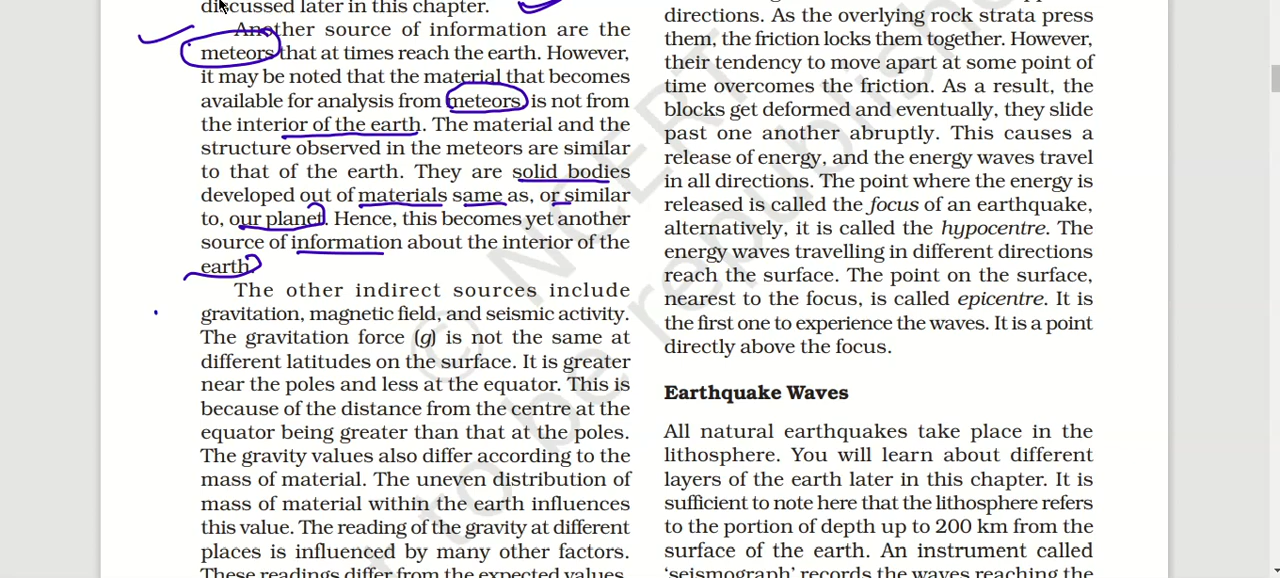 discussed later in this chapter.
Another source of information are the
meteors that at times reach the earth. However,
it may be noted that the material that becomes
available for analysis from meteors, is not from
the interior of the earth. The material and the
structure observed in the meteors are similar
to that of the earth. They are solid bodies
developed out of materials same as, or similar
to, our planet. Hence, this becomes yet another
source of information about the interior of the
earth.
The other indirect sources include
gravitation, magnetic field, and seismic activity.
The gravitation force (g) is not the same at
different latitudes on the surface. It is greater
near the poles and less at the equator. This is
because of the distance from the centre at the
equator being greater than that at the poles.
The gravity values also differ according to the
mass of material. The uneven distribution of
mass of material within the earth influences
this value. The reading of the gravity at different
places is influenced by many other factors.
These readings differ from the expected values.
directions. As the overlying rock strata press
them, the friction locks them together. However,
their tendency to move apart at some point of
time overcomes the friction. As a result, the
blocks get deformed and eventually, they slide
past one another abruptly. This causes a
release of energy, and the energy waves travel
in all directions. The point where the energy is
released is called the focus of an earthquake,
alternatively, it is called the hypocentre. The
energy waves travelling in different directions
reach the surface. The point on the surface,
nearest to the focus, is called epicentre. It is
the first one to experience the waves. It is a point
directly above the focus.
Earthquake Waves
All natural earthquakes take place in the
lithosphere. You will learn about different
layers of the earth later in this chapter. It is
sufficient to note here that the lithosphere refers
to the portion of depth up to 200 km from the
surface of the earth. An instrument called
'seismograph' records the waves reaching the
© NCERT
to be republished